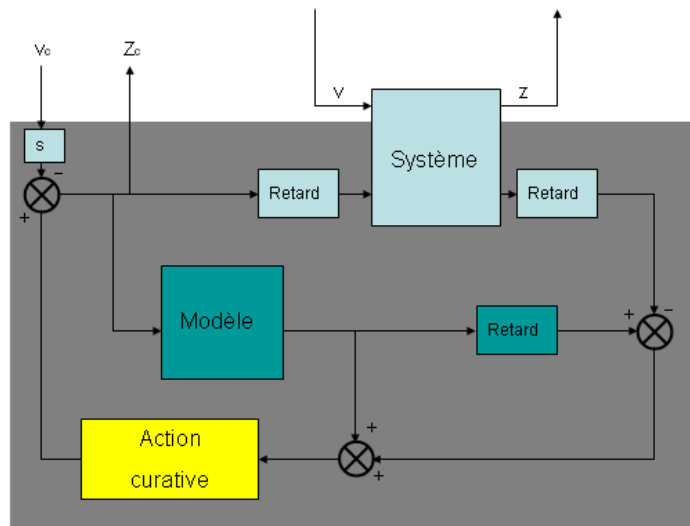 Vc
Zc
V
z
s
Système
−
+
Retard
Retard
Modèle
Retard
+
−
Action
curative
+
+